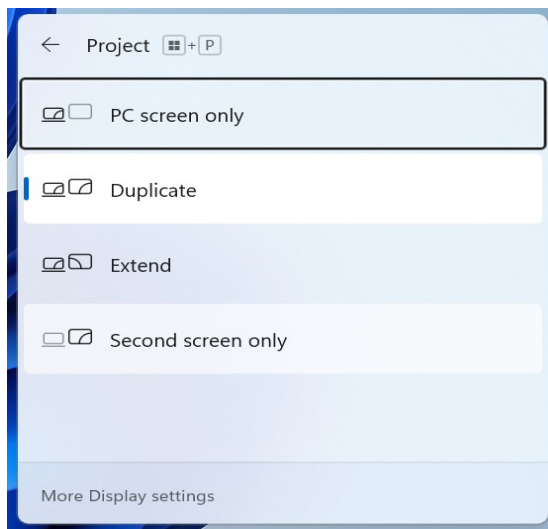 Project + P
PC screen only
Duplicate
Extend
Second screen only
More Display settings